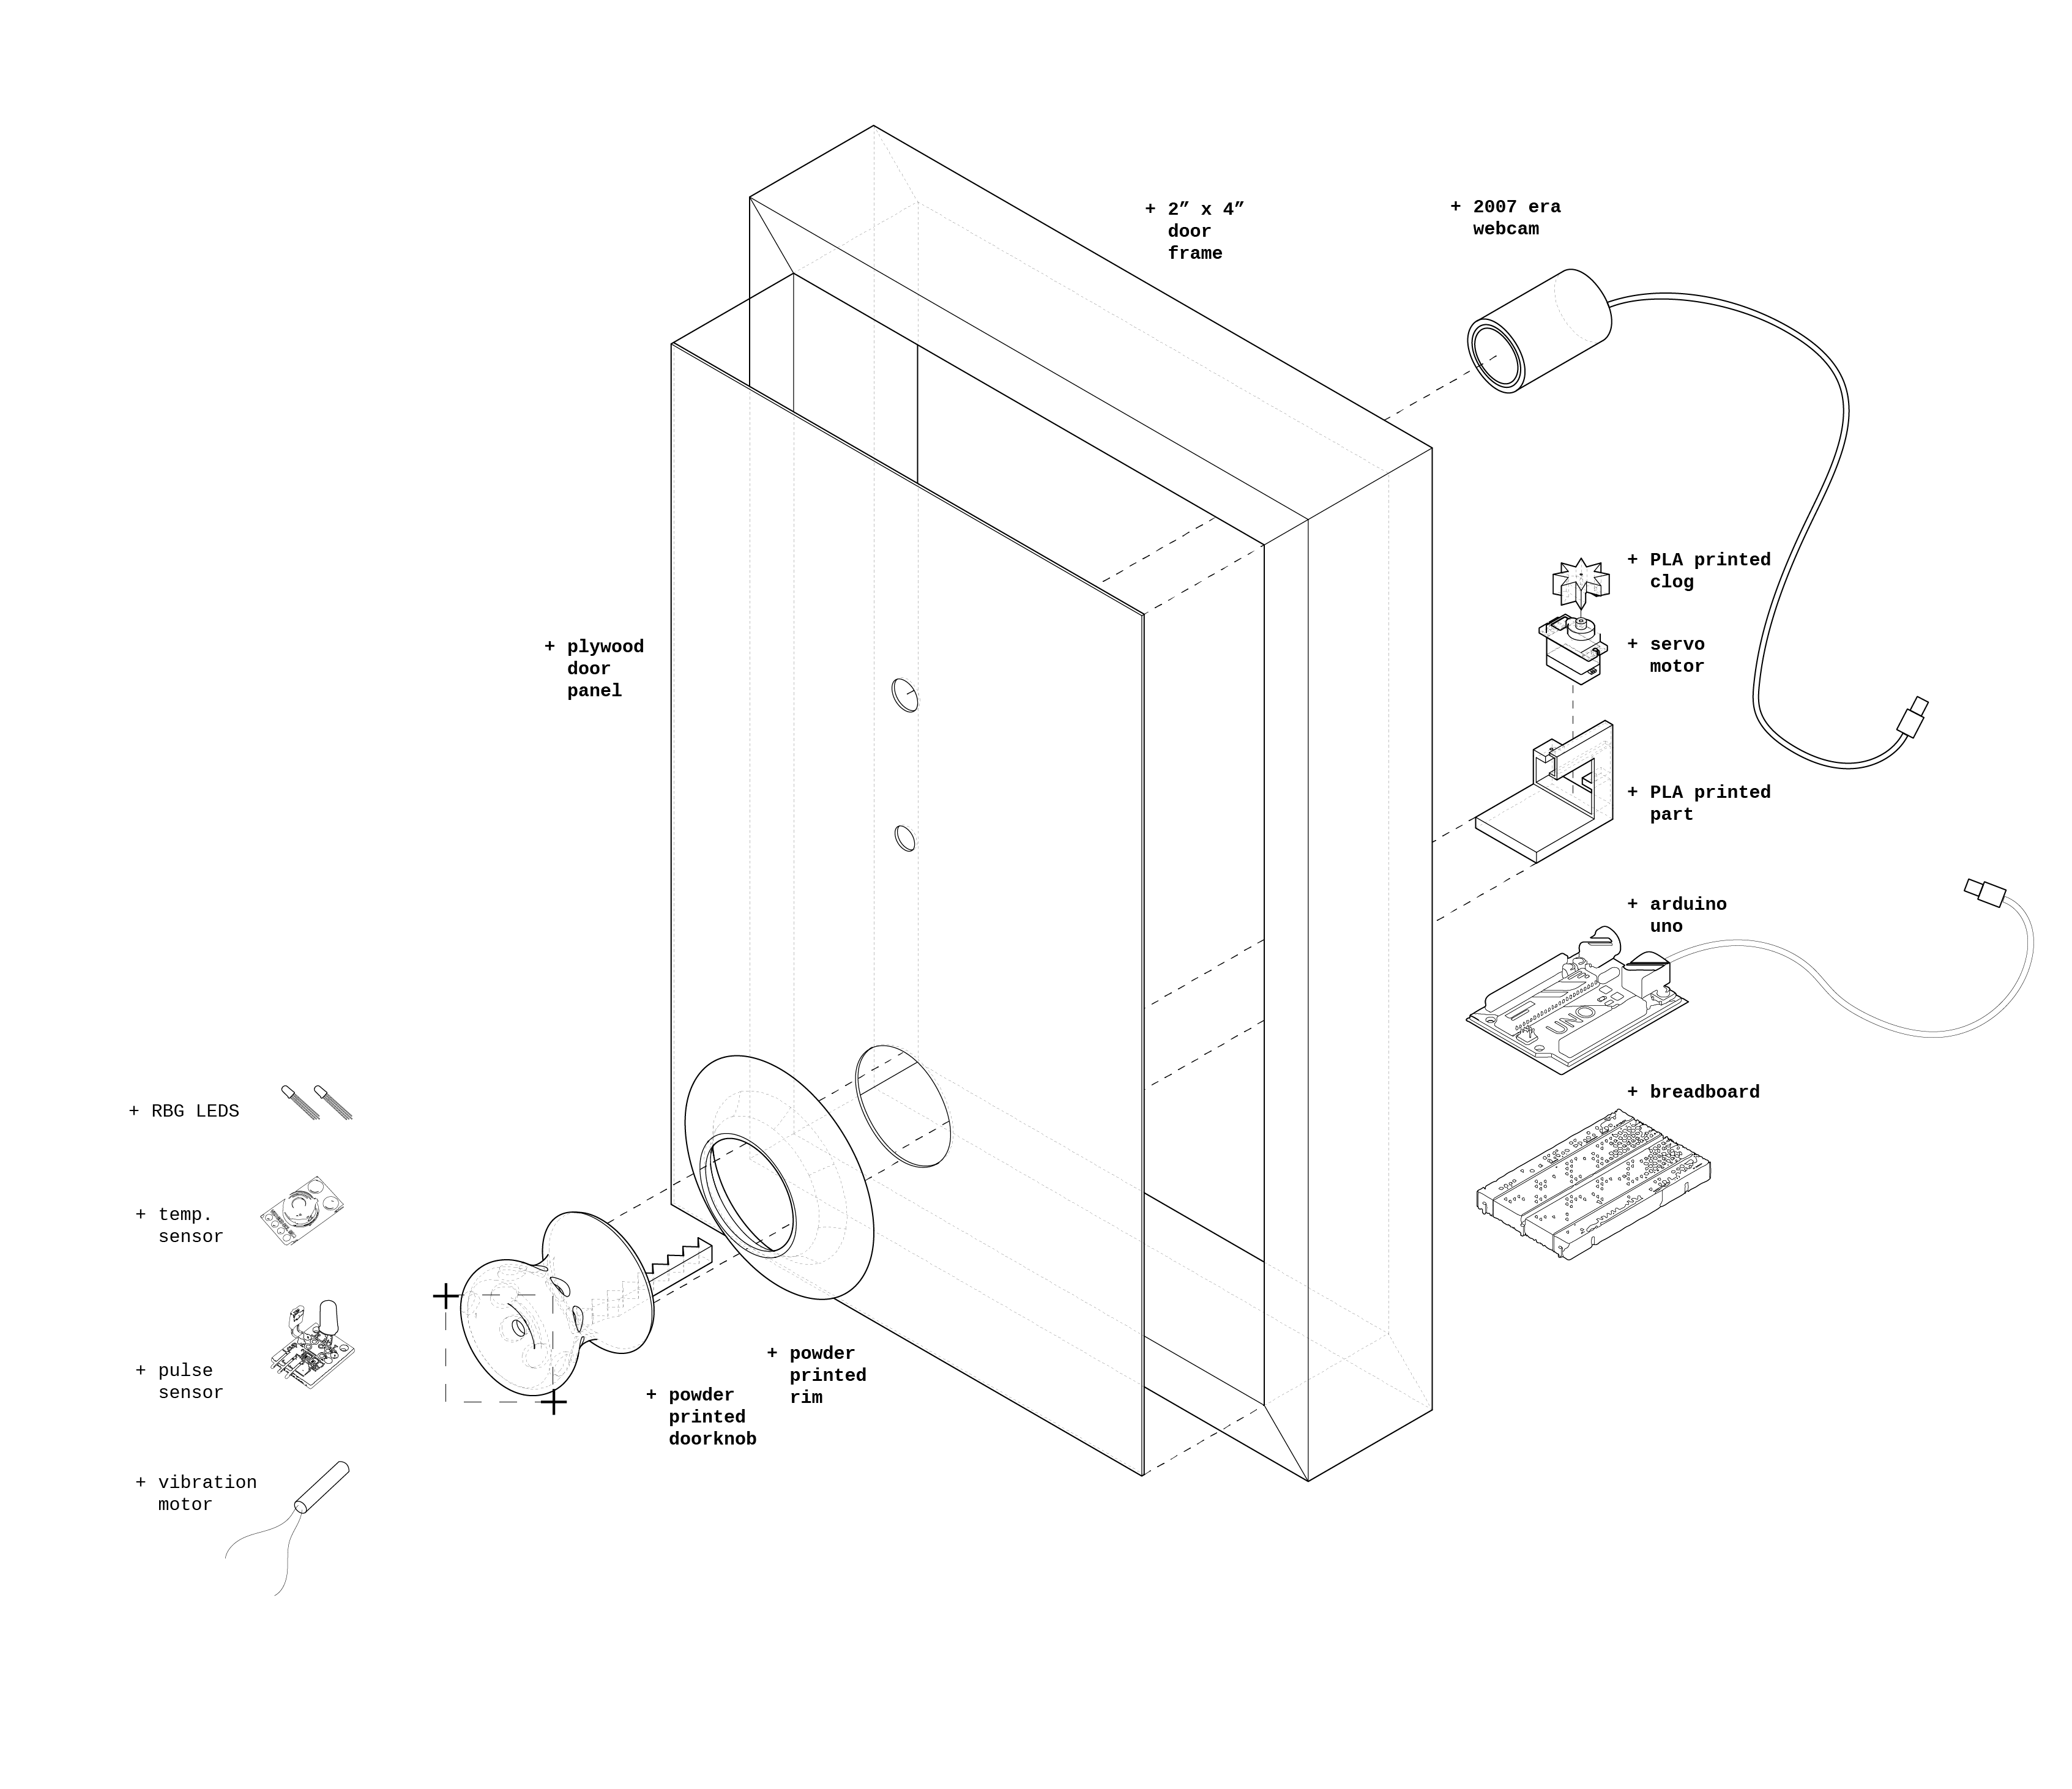 + 2” x 4”
door
frame
+ 2007 era
webcam
+ PLA printed
clog
+ servo
motor
+ plywood
door
panel
+ PLA printed
part
+ arduino
uno
UNO
+ breadboard
+ RBG LEDS
+ temp.
sensor
+ pulse
sensor
+ powder
printed
rim
+ powder
printed
doorknob
+ vibration
motor